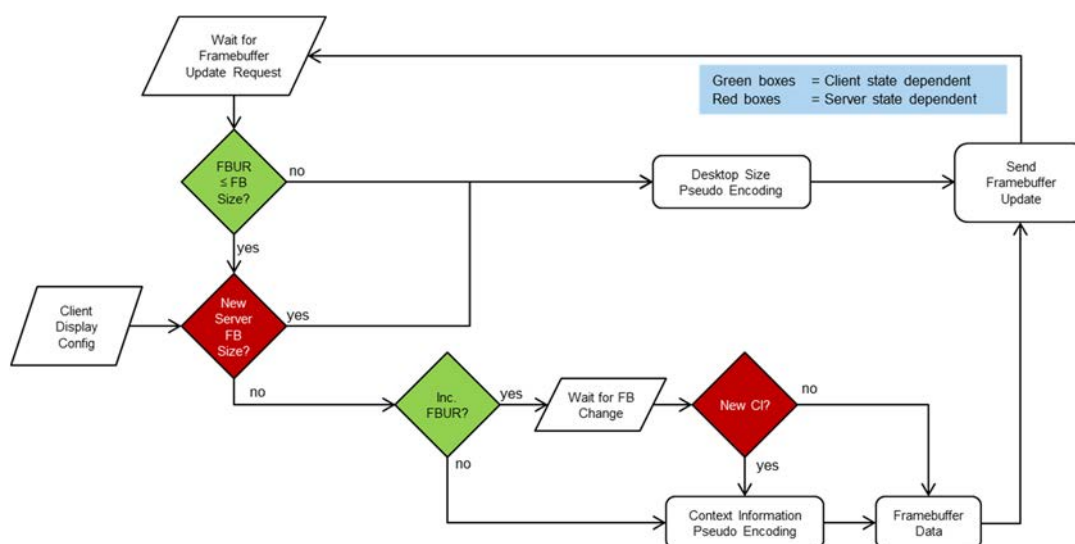 Wait for
Framebuffer
Update Request
Green boxes = Client state dependent
Red boxes = Server state dependent
FBUR
≤ FB
Size?
no
Desktop Size
Pseudo Encoding
Send
Framebuffer
Update
yes
Client
Display
Config
New
Server
FB
Size?
yes
no
Inc.
FBUR?
yes
Wait for FB
Change
New CI?
no
no
yes
Context Information
Pseudo Encoding
Framebuffer
Data